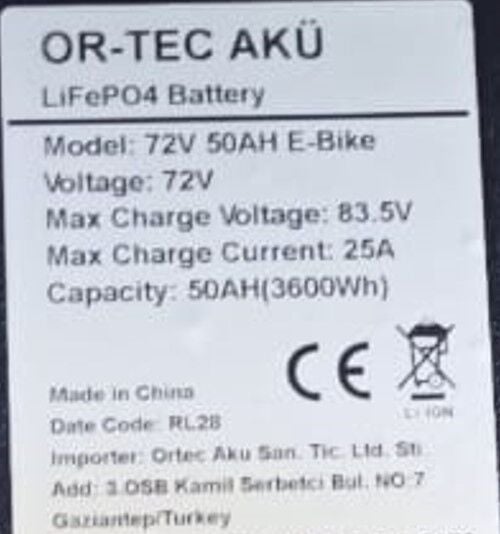 OR-TEC AKÜ
LiFePO4 Battery
Model: 72V 50AH E-Bike
Voltage: 72V
Max Charge Voltage: 83.5V
Max Charge Current: 25A
Capacity: 50AH(3600Wh)
CE
LI-ION
Made in China
Date Code: RL28
Importer: Ortec Aku San. Tic. Ltd. Sti
Add: 3.OSB Kamil Serbetci Bul. NO:7
Gaziantep/Turkey